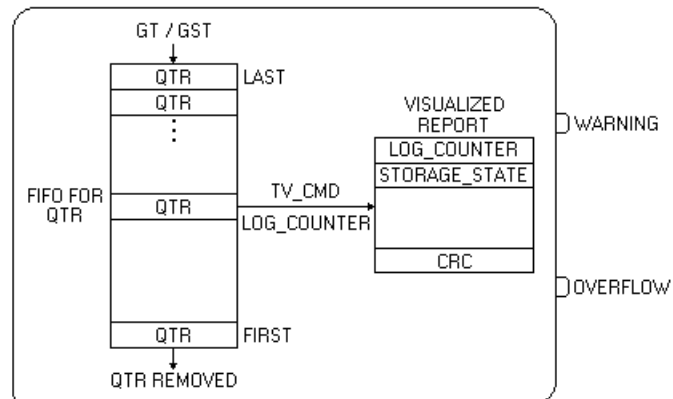 GT / GST
QTR
LAST
QTR
FIFO FOR
QTR
QTR
TV_CMD
LOG_COUNTER
QTR
FIRST
QTR REMOVED
VISUALIZED
REPORT
LOG_COUNTER
STORAGE_STATE
CRC
WARNING
OVERFLOW